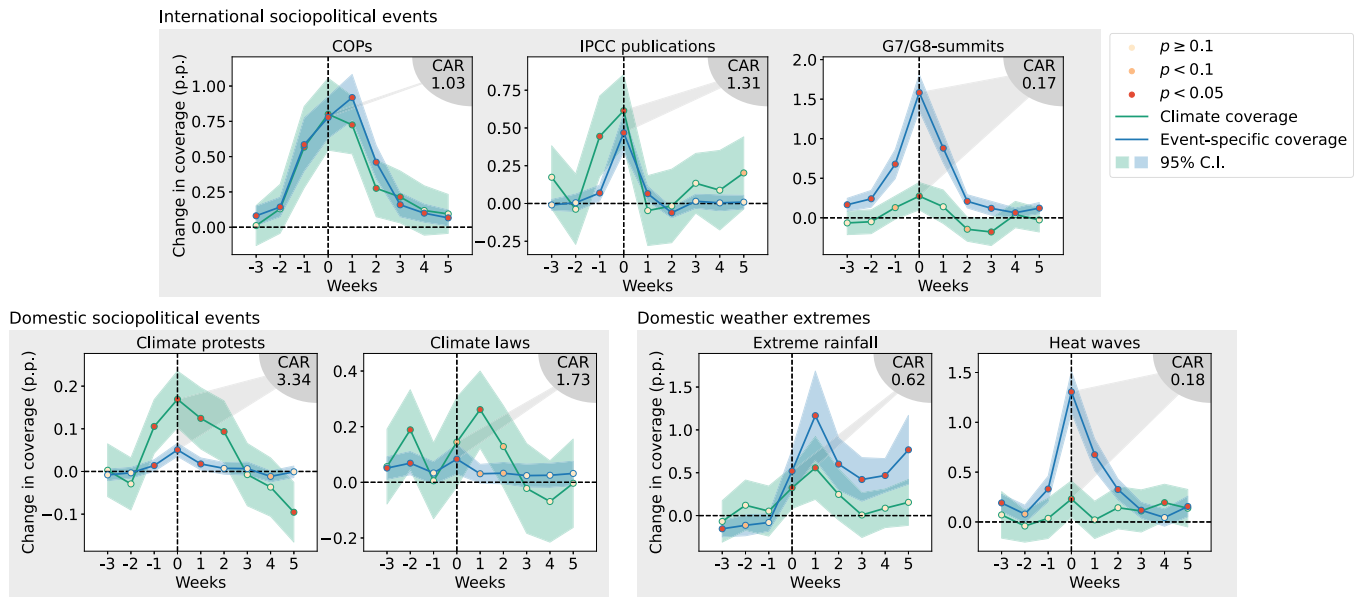 International sociopolitical events
COPs
IPCC publications
G7/G8-summits
CAR
1.03
CAR
1.31
CAR
0.17
Change in coverage (p.p.)
1.00
0.75
0.50
0.25
0.00
0.75
0.50
0.25
0.00
−0.25
2.0
1.5
1.0
0.5
0.0
-3 -2 -1 0 1 2 3 4 5
-3 -2 -1 0 1 2 3 4 5
-3 -2 -1 0 1 2 3 4 5
Weeks
Weeks
Weeks
p ≥ 0.1
p < 0.1
p < 0.05
Climate coverage
Event-specific coverage
95% C.I.
Domestic sociopolitical events
Climate protests
Climate laws
CAR
3.34
CAR
1.73
Change in coverage (p.p.)
0.2
0.1
0.0
−0.1
0.4
0.2
0.0
−0.2
-3 -2 -1 0 1 2 3 4 5
-3 -2 -1 0 1 2 3 4 5
Weeks
Weeks
Domestic weather extremes
Extreme rainfall
Heat waves
CAR
0.62
CAR
0.18
Change in coverage (p.p.)
1.5
1.0
0.5
0.0
1.5
1.0
0.5
0.0
-3 -2 -1 0 1 2 3 4 5
-3 -2 -1 0 1 2 3 4 5
Weeks
Weeks